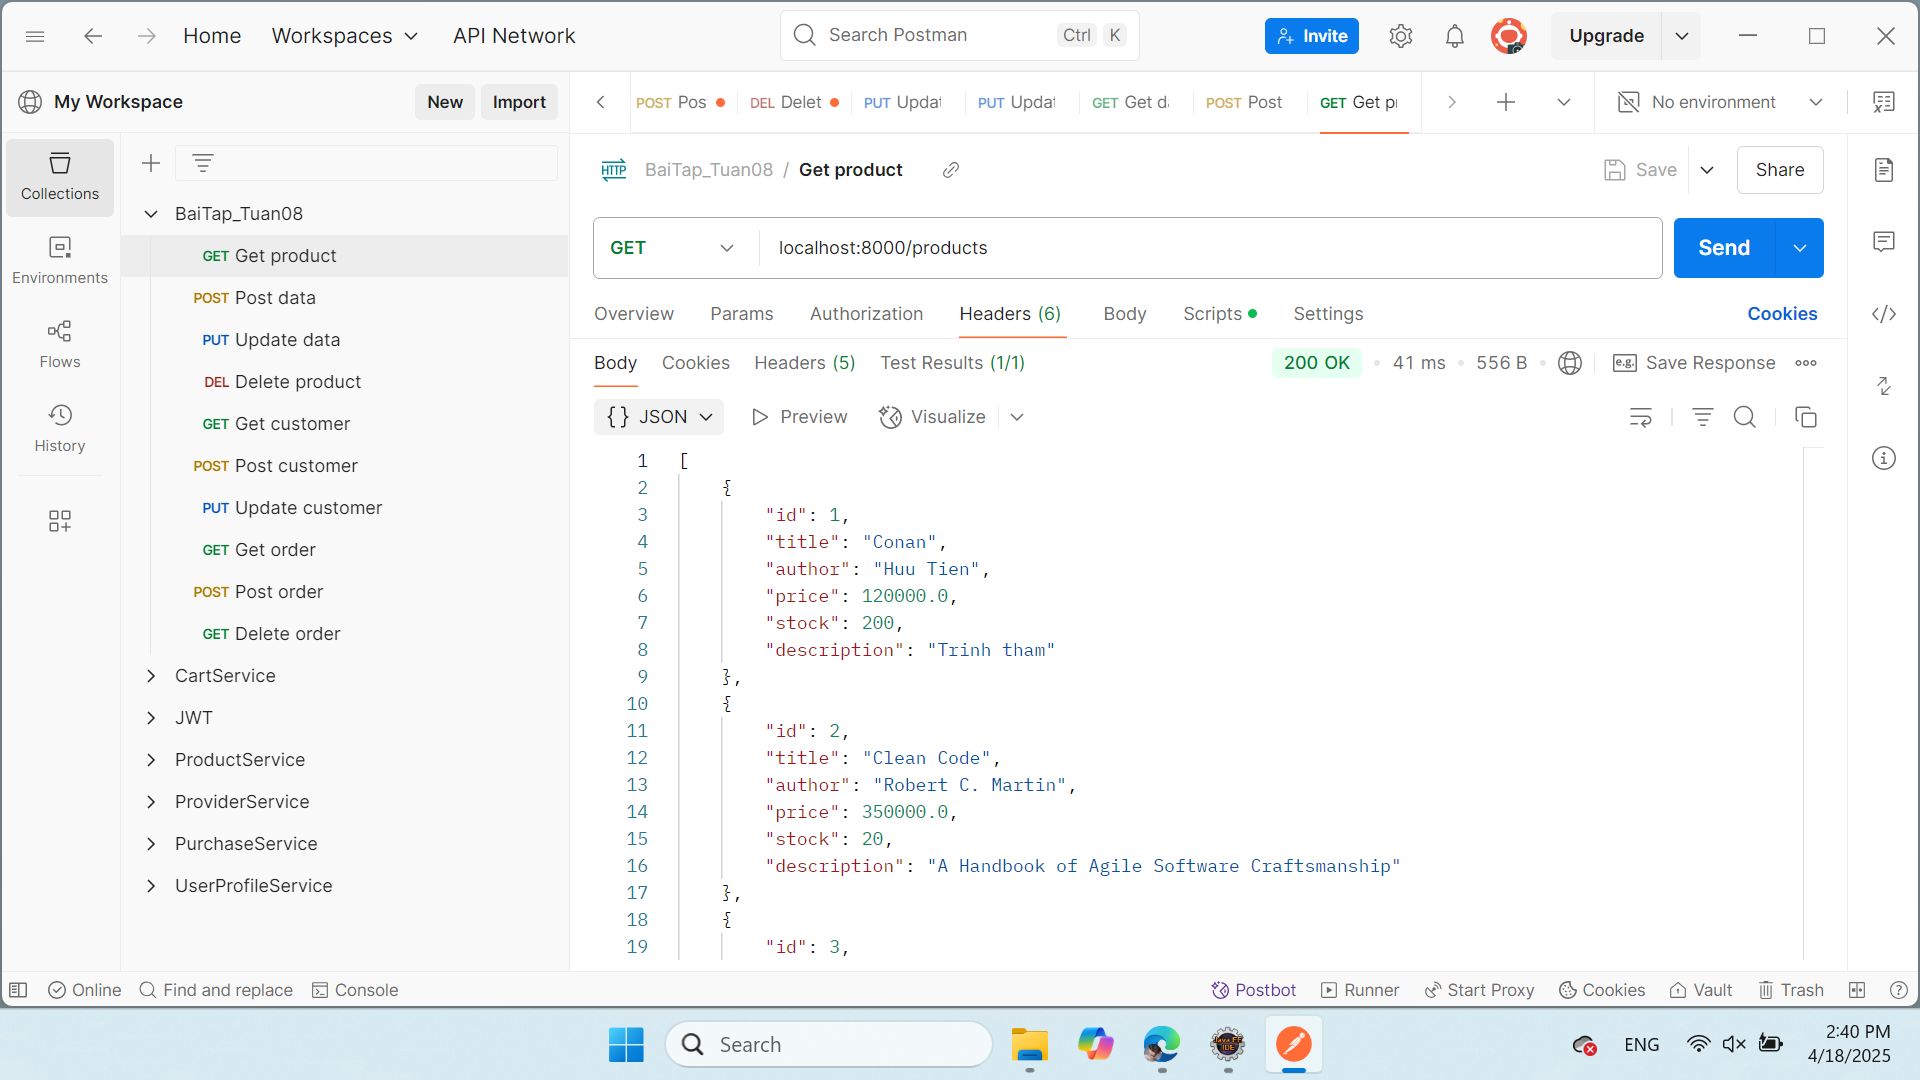 Home
Workspaces
API Network
Search Postman
Ctrl K
Invite
Upgrade
My Workspace
New
Import
POST Pos
DEL Delet
PUT Updat
PUT Updat
GET Get d
POST Post
GET Get p
No environment
Collections
Environments
Flows
History
BaiTap_Tuan08
GET Get product
POST Post data
PUT Update data
DEL Delete product
GET Get customer
POST Post customer
PUT Update customer
GET Get order
POST Post order
GET Delete order
CartService
JWT
ProductService
ProviderService
PurchaseService
UserProfileService
HTTP BaiTap_Tuan08 / Get product
Save
Share
GET
localhost:8000/products
Send
Overview
Params
Authorization
Headers (6)
Body
Scripts
Settings
Cookies
Body
Cookies
Headers (5)
Test Results (1/1)
200 OK • 41 ms • 556 B
e.g. Save Response
{} JSON
Preview
Visualize
1 [
2 {
3 "id": 1,
4 "title": "Conan",
5 "author": "Huu Tien",
6 "price": 120000.0,
7 "stock": 200,
8 "description": "Trinh tham"
9 },
10 {
11 "id": 2,
12 "title": "Clean Code",
13 "author": "Robert C. Martin",
14 "price": 350000.0,
15 "stock": 20,
16 "description": "A Handbook of Agile Software Craftsmanship"
17 },
18 {
19 "id": 3,
Online
Find and replace
Console
Postbot
Runner
Start Proxy
Cookies
Vault
Trash
Search
ENG
2:40 PM
4/18/2025